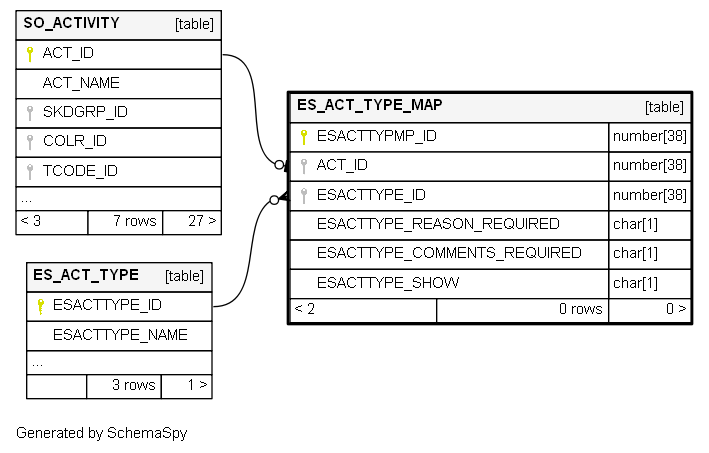 SO_ACTIVITY [table]
ACT_ID
ACT_NAME
SKDGRP_ID
COLR_ID
TCODE_ID
...
< 3 7 rows 27 >
ES_ACT_TYPE [table]
ESACTTYPE_ID
ESACTTYPE_NAME
...
3 rows 1 >
ES_ACT_TYPE_MAP [table]
ESACTTYPMP_ID number[38]
ACT_ID number[38]
ESACTTYPE_ID number[38]
ESACTTYPE_REASON_REQUIRED char[1]
ESACTTYPE_COMMENTS_REQUIRED char[1]
ESACTTYPE_SHOW char[1]
< 2 0 rows 0 >
Generated by SchemaSpy